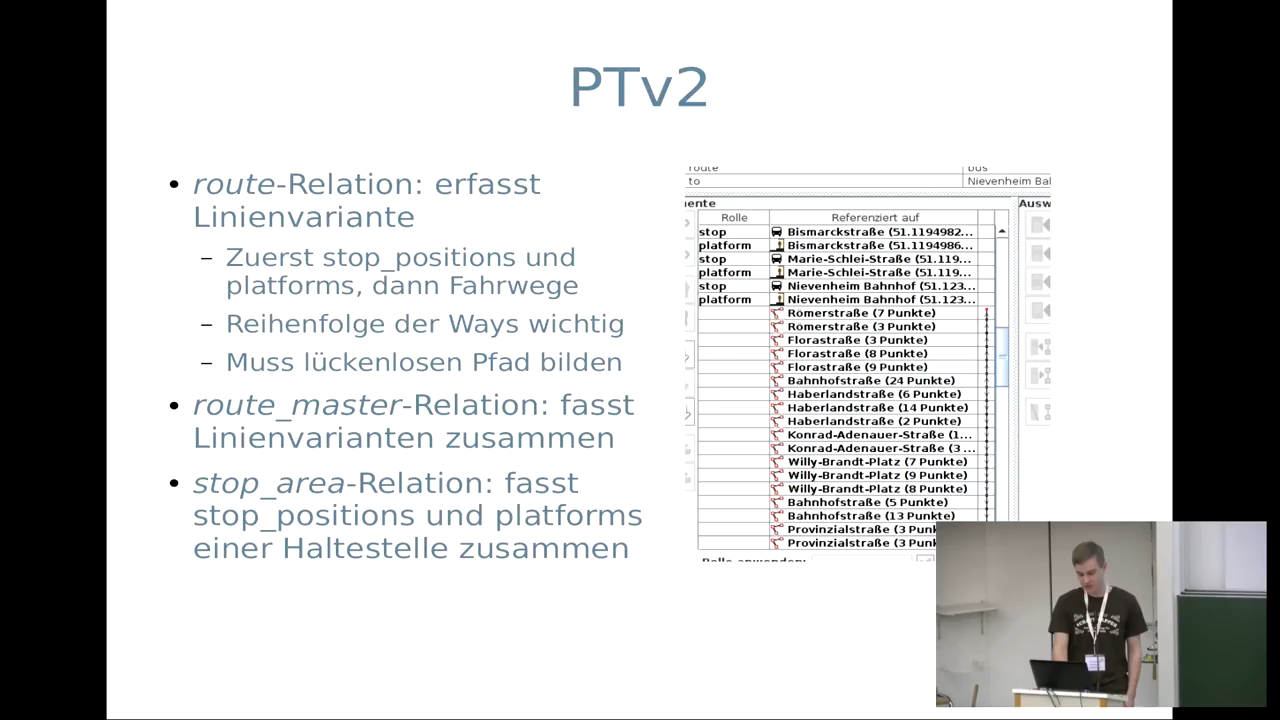 PTv2
• route-Relation: erfasst
Linienvariante
– Zuerst stop_positions und
platforms, dann Fahrwege
– Reihenfolge der Ways wichtig
– Muss lückenlosen Pfad bilden
• route_master-Relation: fasst
Linienvarianten zusammen
• stop_area-Relation: fasst
stop_positions und platforms
einer Haltestelle zusammen
route bus
to Nievenheim Bal
ente Ausw
Rolle Referenziert auf
stop Bismarckstraße (51.1194982...
platform Bismarckstraße (51.1194986...
stop Marie-Schlei-Straße (51.119...
platform Marie-Schlei-Straße (51.119...
stop Nievenheim Bahnhof (51.123...
platform Nievenheim Bahnhof (51.123...
Römerstraße (7 Punkte)
Römerstraße (3 Punkte)
Florastraße (3 Punkte)
Florastraße (8 Punkte)
Florastraße (9 Punkte)
Bahnhofstraße (24 Punkte)
Haberlandstraße (6 Punkte)
Haberlandstraße (14 Punkte)
Haberlandstraße (2 Punkte)
Konrad-Adenauer-Straße (1...
Konrad-Adenauer-Straße (3 ...
Willy-Brandt-Platz (7 Punkte)
Willy-Brandt-Platz (9 Punkte)
Willy-Brandt-Platz (8 Punkte)
Bahnhofstraße (5 Punkte)
Bahnhofstraße (13 Punkte)
Provinzialstraße (3 Punk
Provinzialstraße (3 Punk
Rolle anwenden: